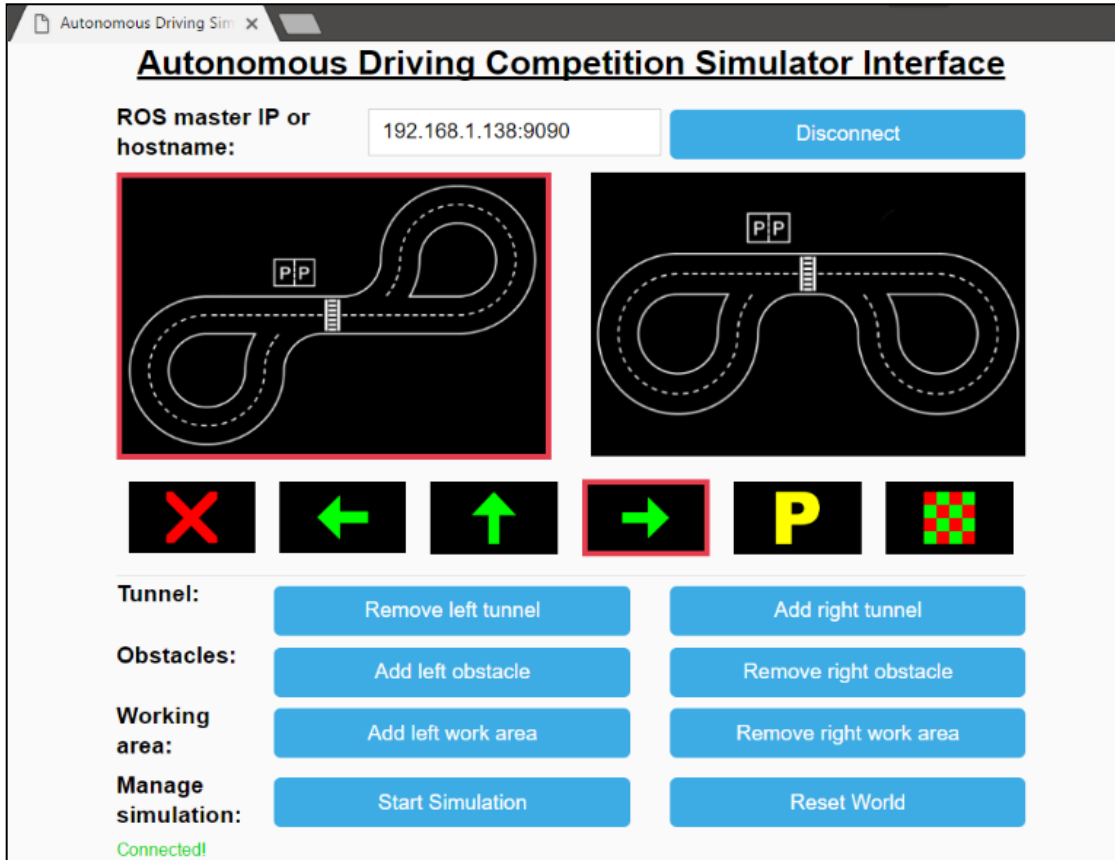 Autonomous Driving Sim
Autonomous Driving Competition Simulator Interface
ROS master IP or
hostname:
192.168.1.138:9090
Disconnect
P P
P P
P
Tunnel:
Remove left tunnel
Add right tunnel
Obstacles:
Add left obstacle
Remove right obstacle
Working
area:
Add left work area
Remove right work area
Manage
simulation:
Start Simulation
Reset World
Connected!